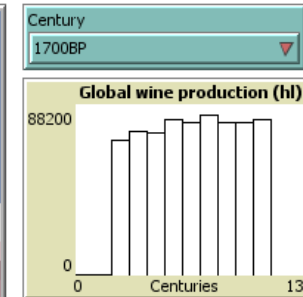 Century
1700BP
Global wine production (hl)
88200
0
0 Centuries 13